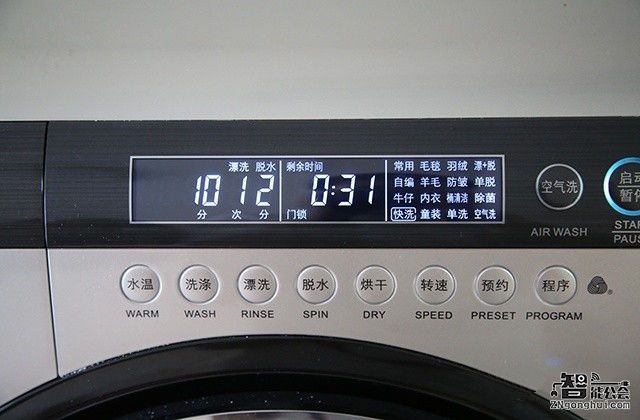 漂洗 脱水 剩余时间 常用 毛毯 羽绒 漂+脱
1012 0:31 自编 羊毛 防皱 单脱
牛仔 内衣 桶清洁 除菌
分 次 分 门锁 快洗 童装 单洗 空气洗
空气洗
启动
暂停
AIR WASH
START
PAUS
水温 洗涤 漂洗 脱水 烘干 转速 预约 程序
WARM WASH RINSE SPIN DRY SPEED PRESET PROGRAM
智能公会
ZNgonghui.com